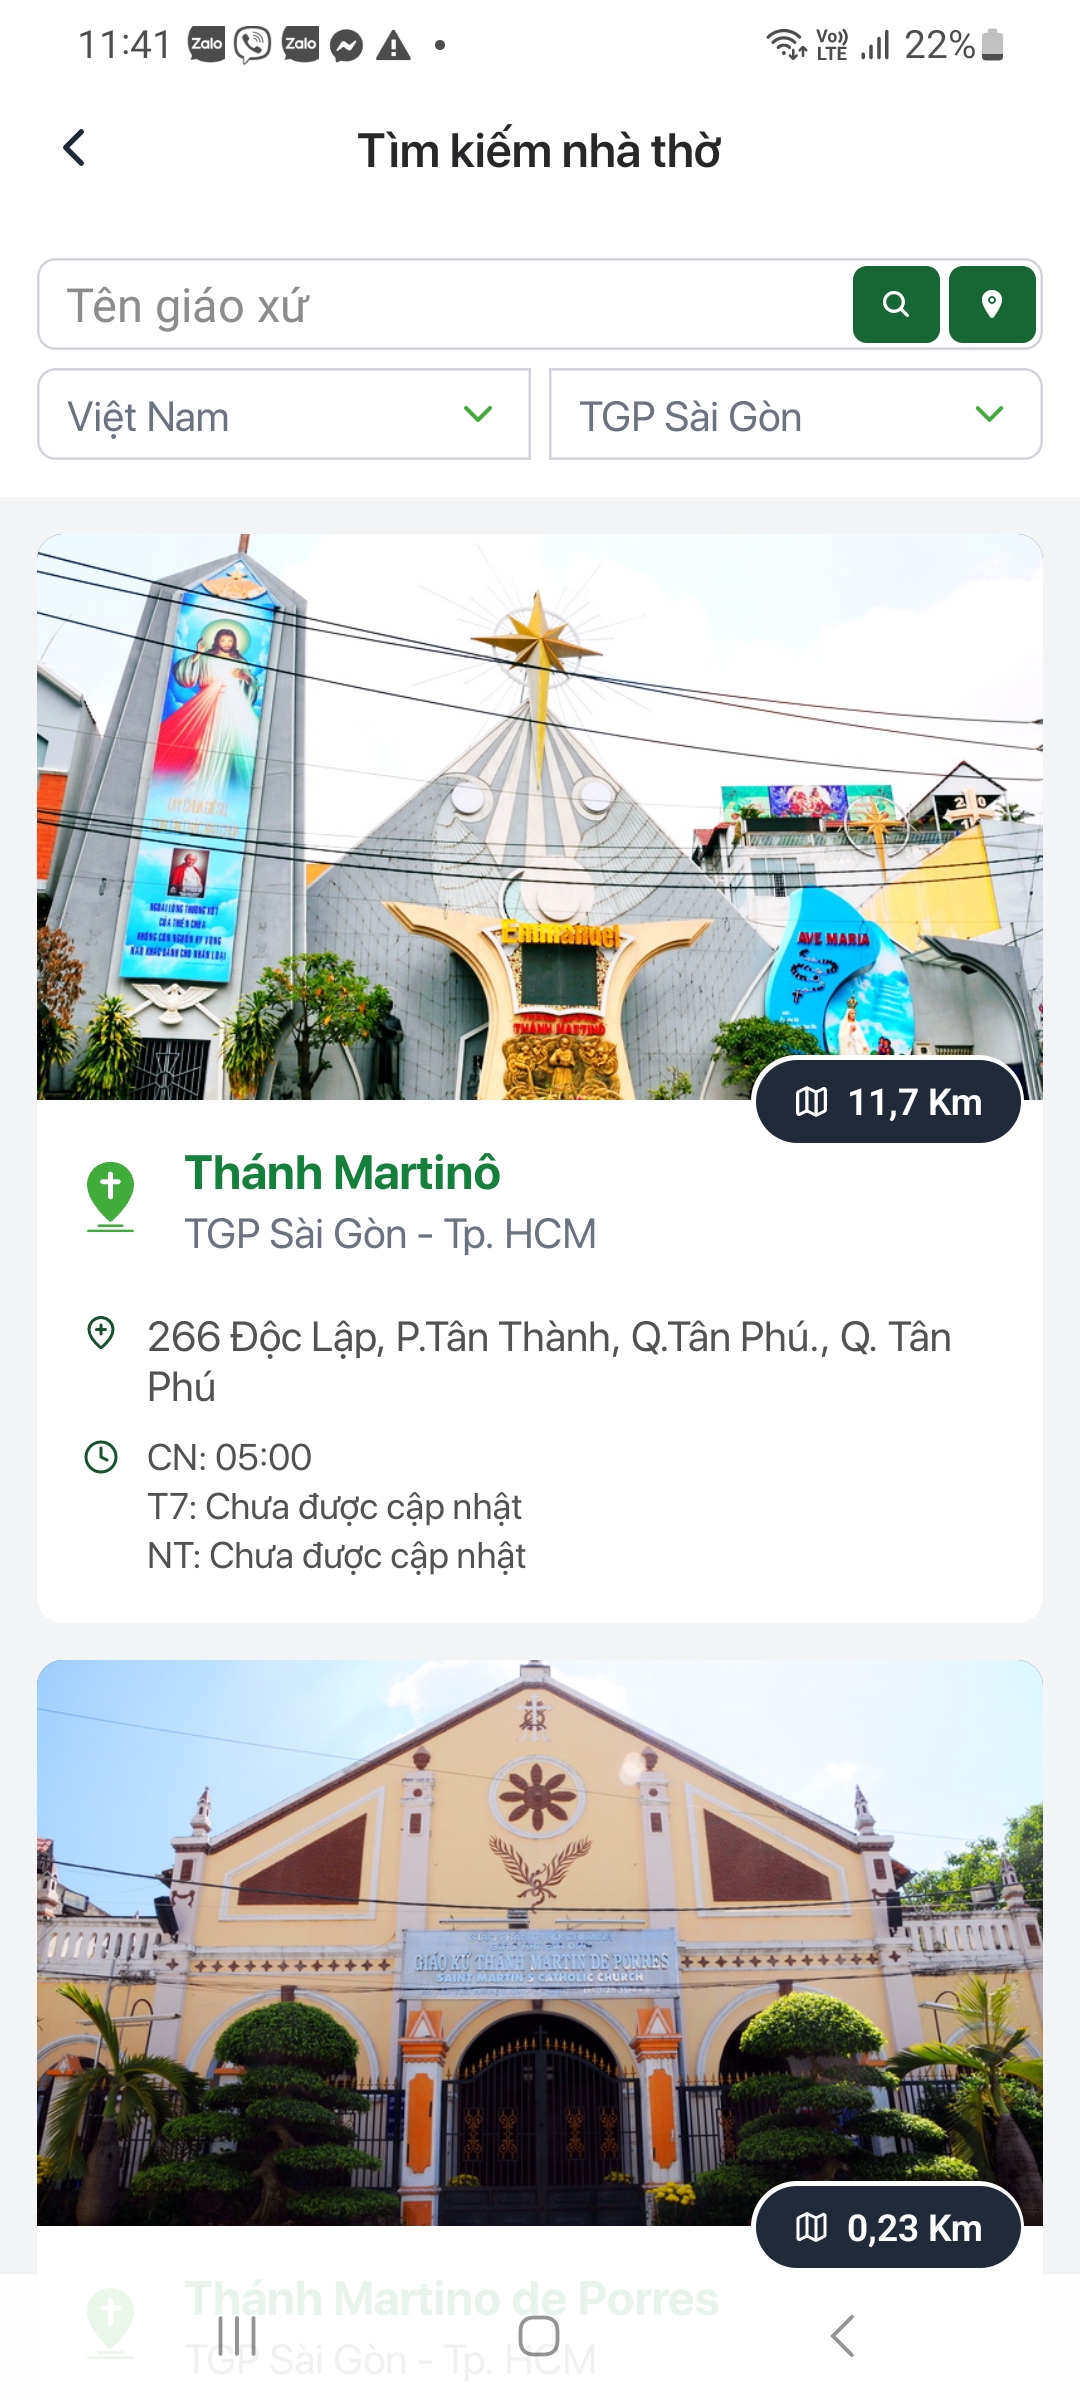 11:41 Zalo Zalo Vo)) LTE 22%
Tìm kiếm nhà thờ
Tên giáo xứ
Việt Nam
TGP Sài Gòn
AVE MARIA
Emmanuel
THÁNH MARTINÔ
11,7 Km
Thánh Martinô
TGP Sài Gòn - Tp. HCM
266 Độc Lập, P.Tân Thành, Q.Tân Phú., Q. Tân
Phú
CN: 05:00
T7: Chưa được cập nhật
NT: Chưa được cập nhật
GIÁO XỨ THÁNH MARTIN DE PORRES
SAINT MARTIN'S CATHOLIC CHURCH
0,23 Km
Thánh Martino de Porres
TGP Sài Gòn - Tp. HCM